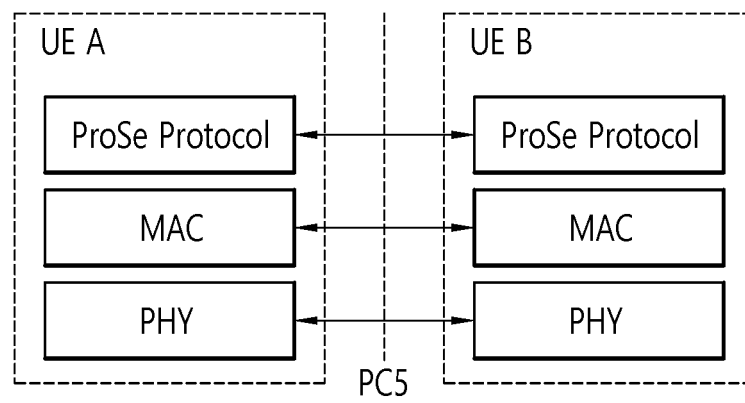 UE A
UE B
ProSe Protocol
ProSe Protocol
MAC
MAC
PHY
PHY
PC5